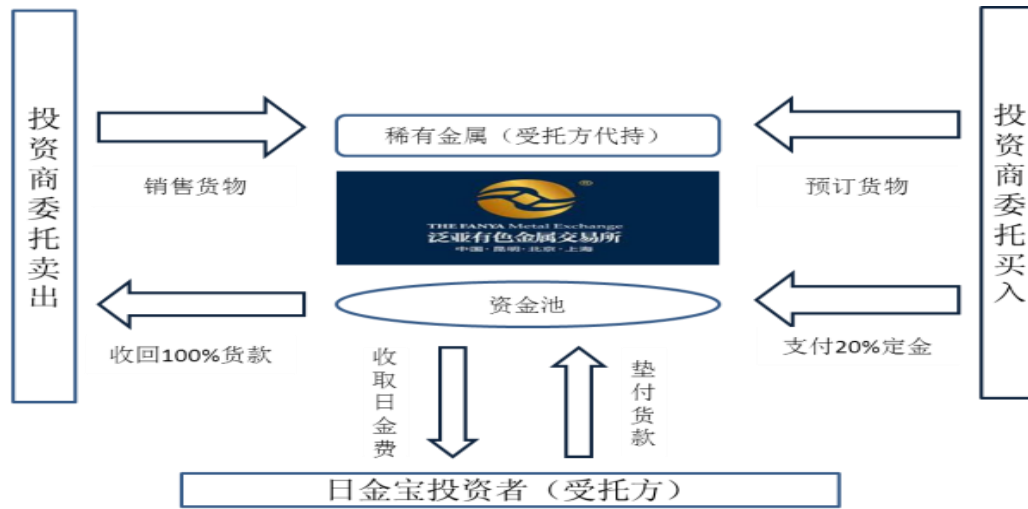 投资商委托卖出
稀有金属（受托方代持）
投资商委托买入
销售货物
预订货物
®
THE FANYA Metal Exchange
泛亚有色金属交易所
中国·昆明·北京·上海
资金池
收回100%货款
支付20%定金
收取日金费
垫付货款
日金宝投资者（受托方）